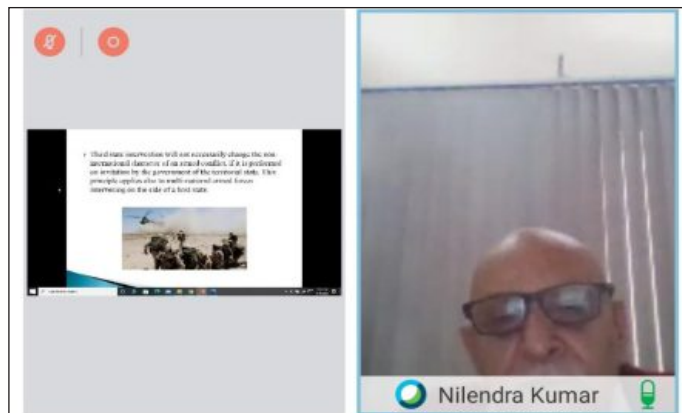 Third state intervention will not necessarily change the non-
international character of an armed conflict, if it is performed
on invitation by the government of the territorial state. This
principle applies also to multi-national armed forces
intervening on the side of a host state.
Nilendra Kumar